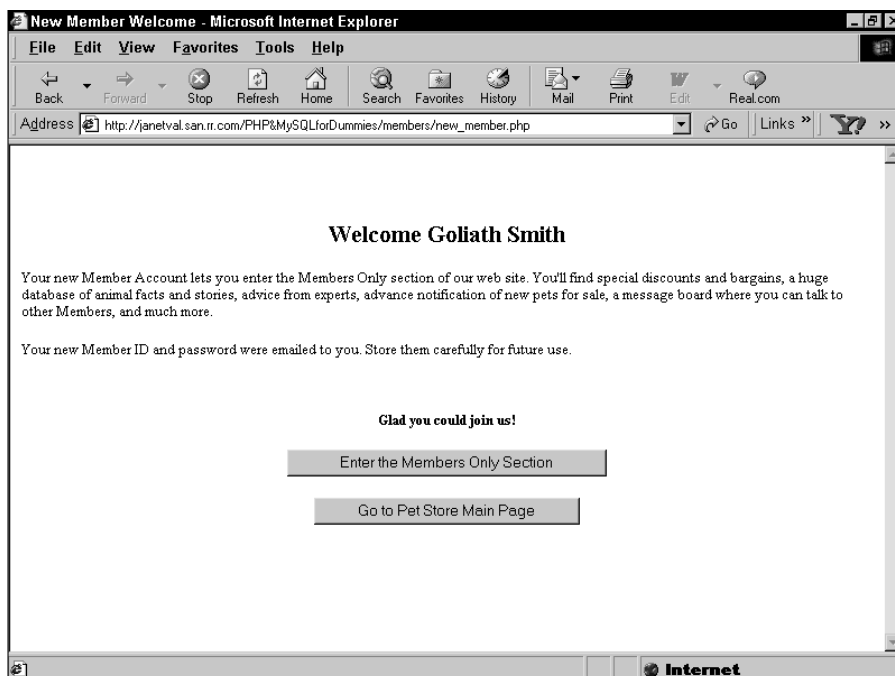 New Member Welcome - Microsoft Internet Explorer
File Edit View Favorites Tools Help
Back Forward Stop Refresh Home Search Favorites History Mail Print Edit Real.com
Address http://janetval.san.rr.com/PHP&MySQLforDummies/members/new_member.php Go Links » Y? »
Welcome Goliath Smith
Your new Member Account lets you enter the Members Only section of our web site. You'll find special discounts and bargains, a huge
database of animal facts and stories, advice from experts, advance notification of new pets for sale, a message board where you can talk to
other Members, and much more.
Your new Member ID and password were emailed to you. Store them carefully for future use.
Glad you could join us!
Enter the Members Only Section
Go to Pet Store Main Page
Internet